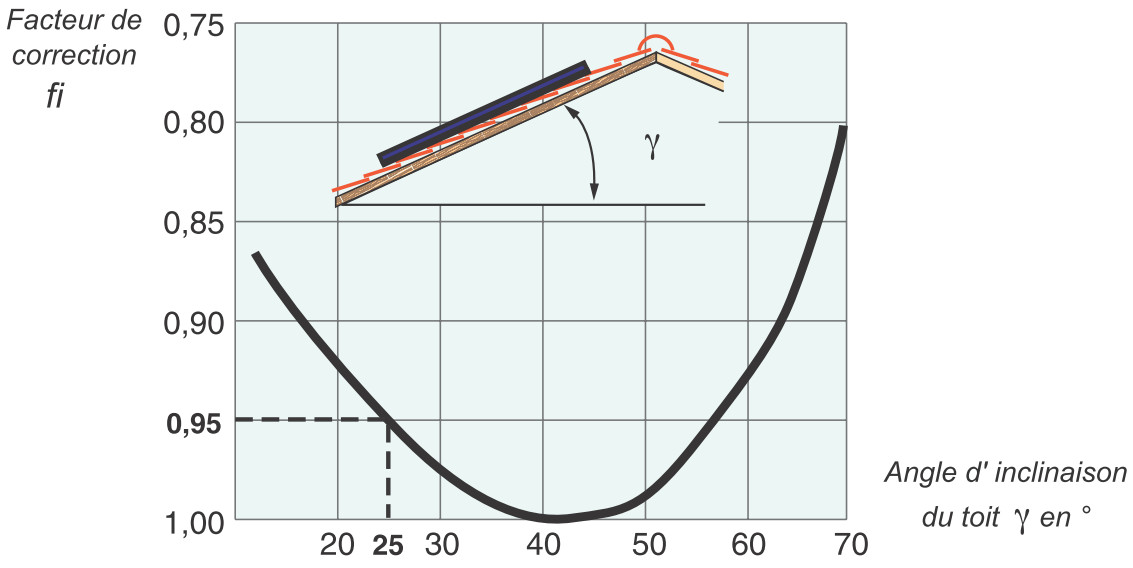 Facteur de
correction
fi
0,75
0,80
0,85
0,90
0,95
1,00
γ
20 25 30 40 50 60 70
Angle d' inclinaison
du toit γ en °